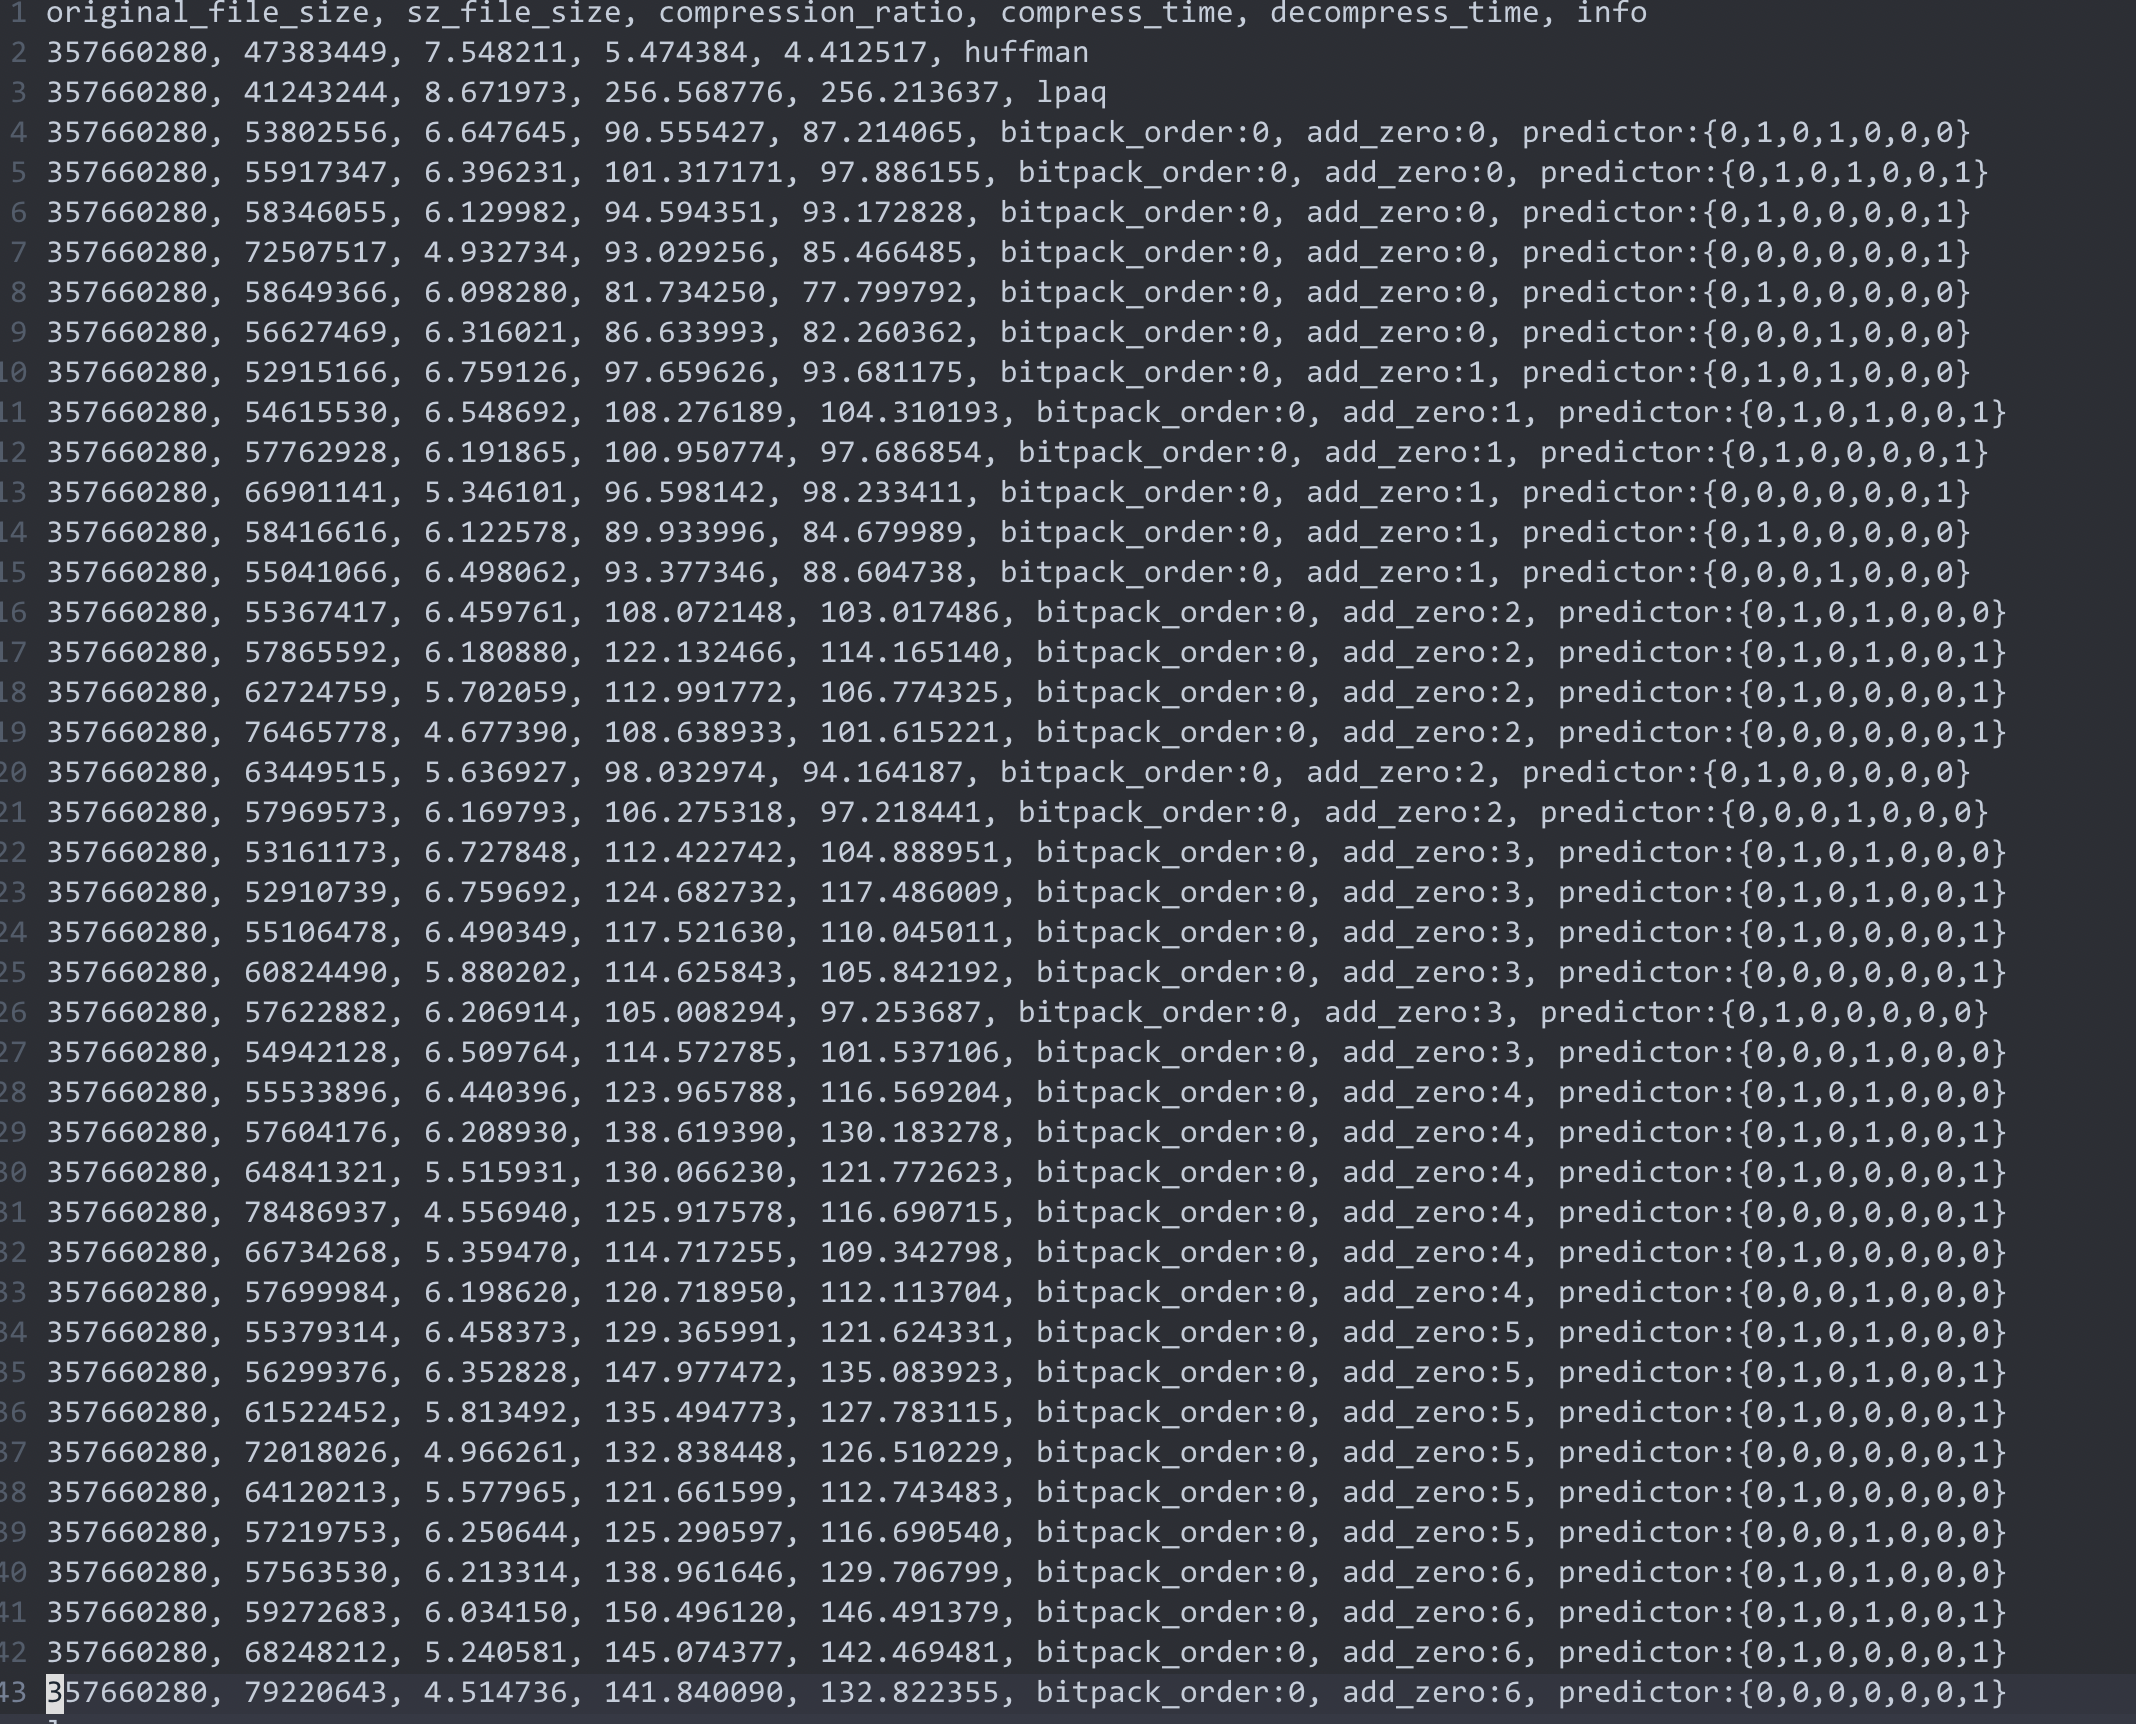 1 original_file_size, sz_file_size, compression_ratio, compress_time, decompress_time, info
2 357660280, 47383449, 7.548211, 5.474384, 4.412517, huffman
3 357660280, 41243244, 8.671973, 256.568776, 256.213637, lpaq
4 357660280, 53802556, 6.647645, 90.555427, 87.214065, bitpack_order:0, add_zero:0, predictor:{0,1,0,1,0,0,0}
5 357660280, 55917347, 6.396231, 101.317171, 97.886155, bitpack_order:0, add_zero:0, predictor:{0,1,0,1,0,0,1}
6 357660280, 58346055, 6.129982, 94.594351, 93.172828, bitpack_order:0, add_zero:0, predictor:{0,1,0,0,0,0,1}
7 357660280, 72507517, 4.932734, 93.029256, 85.466485, bitpack_order:0, add_zero:0, predictor:{0,0,0,0,0,0,1}
8 357660280, 58649366, 6.098280, 81.734250, 77.799792, bitpack_order:0, add_zero:0, predictor:{0,1,0,0,0,0,0}
9 357660280, 56627469, 6.316021, 86.633993, 82.260362, bitpack_order:0, add_zero:0, predictor:{0,0,0,1,0,0,0}
10 357660280, 52915166, 6.759126, 97.659626, 93.681175, bitpack_order:0, add_zero:1, predictor:{0,1,0,1,0,0,0}
11 357660280, 54615530, 6.548692, 108.276189, 104.310193, bitpack_order:0, add_zero:1, predictor:{0,1,0,1,0,0,1}
12 357660280, 57762928, 6.191865, 100.950774, 97.686854, bitpack_order:0, add_zero:1, predictor:{0,1,0,0,0,0,1}
13 357660280, 66901141, 5.346101, 96.598142, 98.233411, bitpack_order:0, add_zero:1, predictor:{0,0,0,0,0,0,1}
14 357660280, 58416616, 6.122578, 89.933996, 84.679989, bitpack_order:0, add_zero:1, predictor:{0,1,0,0,0,0,0}
15 357660280, 55041066, 6.498062, 93.377346, 88.604738, bitpack_order:0, add_zero:1, predictor:{0,0,0,1,0,0,0}
16 357660280, 55367417, 6.459761, 108.072148, 103.017486, bitpack_order:0, add_zero:2, predictor:{0,1,0,1,0,0,0}
17 357660280, 57865592, 6.180880, 122.132466, 114.165140, bitpack_order:0, add_zero:2, predictor:{0,1,0,1,0,0,1}
18 357660280, 62724759, 5.702059, 112.991772, 106.774325, bitpack_order:0, add_zero:2, predictor:{0,1,0,0,0,0,1}
19 357660280, 76465778, 4.677390, 108.638933, 101.615221, bitpack_order:0, add_zero:2, predictor:{0,0,0,0,0,0,1}
20 357660280, 63449515, 5.636927, 98.032974, 94.164187, bitpack_order:0, add_zero:2, predictor:{0,1,0,0,0,0,0}
21 357660280, 57969573, 6.169793, 106.275318, 97.218441, bitpack_order:0, add_zero:2, predictor:{0,0,0,1,0,0,0}
22 357660280, 53161173, 6.727848, 112.422742, 104.888951, bitpack_order:0, add_zero:3, predictor:{0,1,0,1,0,0,0}
23 357660280, 52910739, 6.759692, 124.682732, 117.486009, bitpack_order:0, add_zero:3, predictor:{0,1,0,1,0,0,1}
24 357660280, 55106478, 6.490349, 117.521630, 110.045011, bitpack_order:0, add_zero:3, predictor:{0,1,0,0,0,0,1}
25 357660280, 60824490, 5.880202, 114.625843, 105.842192, bitpack_order:0, add_zero:3, predictor:{0,0,0,0,0,0,1}
26 357660280, 57622882, 6.206914, 105.008294, 97.253687, bitpack_order:0, add_zero:3, predictor:{0,1,0,0,0,0,0}
27 357660280, 54942128, 6.509764, 114.572785, 101.537106, bitpack_order:0, add_zero:3, predictor:{0,0,0,1,0,0,0}
28 357660280, 55533896, 6.440396, 123.965788, 116.569204, bitpack_order:0, add_zero:4, predictor:{0,1,0,1,0,0,0}
29 357660280, 57604176, 6.208930, 138.619390, 130.183278, bitpack_order:0, add_zero:4, predictor:{0,1,0,1,0,0,1}
30 357660280, 64841321, 5.515931, 130.066230, 121.772623, bitpack_order:0, add_zero:4, predictor:{0,1,0,0,0,0,1}
31 357660280, 78486937, 4.556940, 125.917578, 116.690715, bitpack_order:0, add_zero:4, predictor:{0,0,0,0,0,0,1}
32 357660280, 66734268, 5.359470, 114.717255, 109.342798, bitpack_order:0, add_zero:4, predictor:{0,1,0,0,0,0,0}
33 357660280, 57699984, 6.198620, 120.718950, 112.113704, bitpack_order:0, add_zero:4, predictor:{0,0,0,1,0,0,0}
34 357660280, 55379314, 6.458373, 129.365991, 121.624331, bitpack_order:0, add_zero:5, predictor:{0,1,0,1,0,0,0}
35 357660280, 56299376, 6.352828, 147.977472, 135.083923, bitpack_order:0, add_zero:5, predictor:{0,1,0,1,0,0,1}
36 357660280, 61522452, 5.813492, 135.494773, 127.783115, bitpack_order:0, add_zero:5, predictor:{0,1,0,0,0,0,1}
37 357660280, 72018026, 4.966261, 132.838448, 126.510229, bitpack_order:0, add_zero:5, predictor:{0,0,0,0,0,0,1}
38 357660280, 64120213, 5.577965, 121.661599, 112.743483, bitpack_order:0, add_zero:5, predictor:{0,1,0,0,0,0,0}
39 357660280, 57219753, 6.250644, 125.290597, 116.690540, bitpack_order:0, add_zero:5, predictor:{0,0,0,1,0,0,0}
40 357660280, 57563530, 6.213314, 138.961646, 129.706799, bitpack_order:0, add_zero:6, predictor:{0,1,0,1,0,0,0}
41 357660280, 59272683, 6.034150, 150.496120, 146.491379, bitpack_order:0, add_zero:6, predictor:{0,1,0,1,0,0,1}
42 357660280, 68248212, 5.240581, 145.074377, 142.469481, bitpack_order:0, add_zero:6, predictor:{0,1,0,0,0,0,1}
43 357660280, 79220643, 4.514736, 141.840090, 132.822355, bitpack_order:0, add_zero:6, predictor:{0,0,0,0,0,0,1}